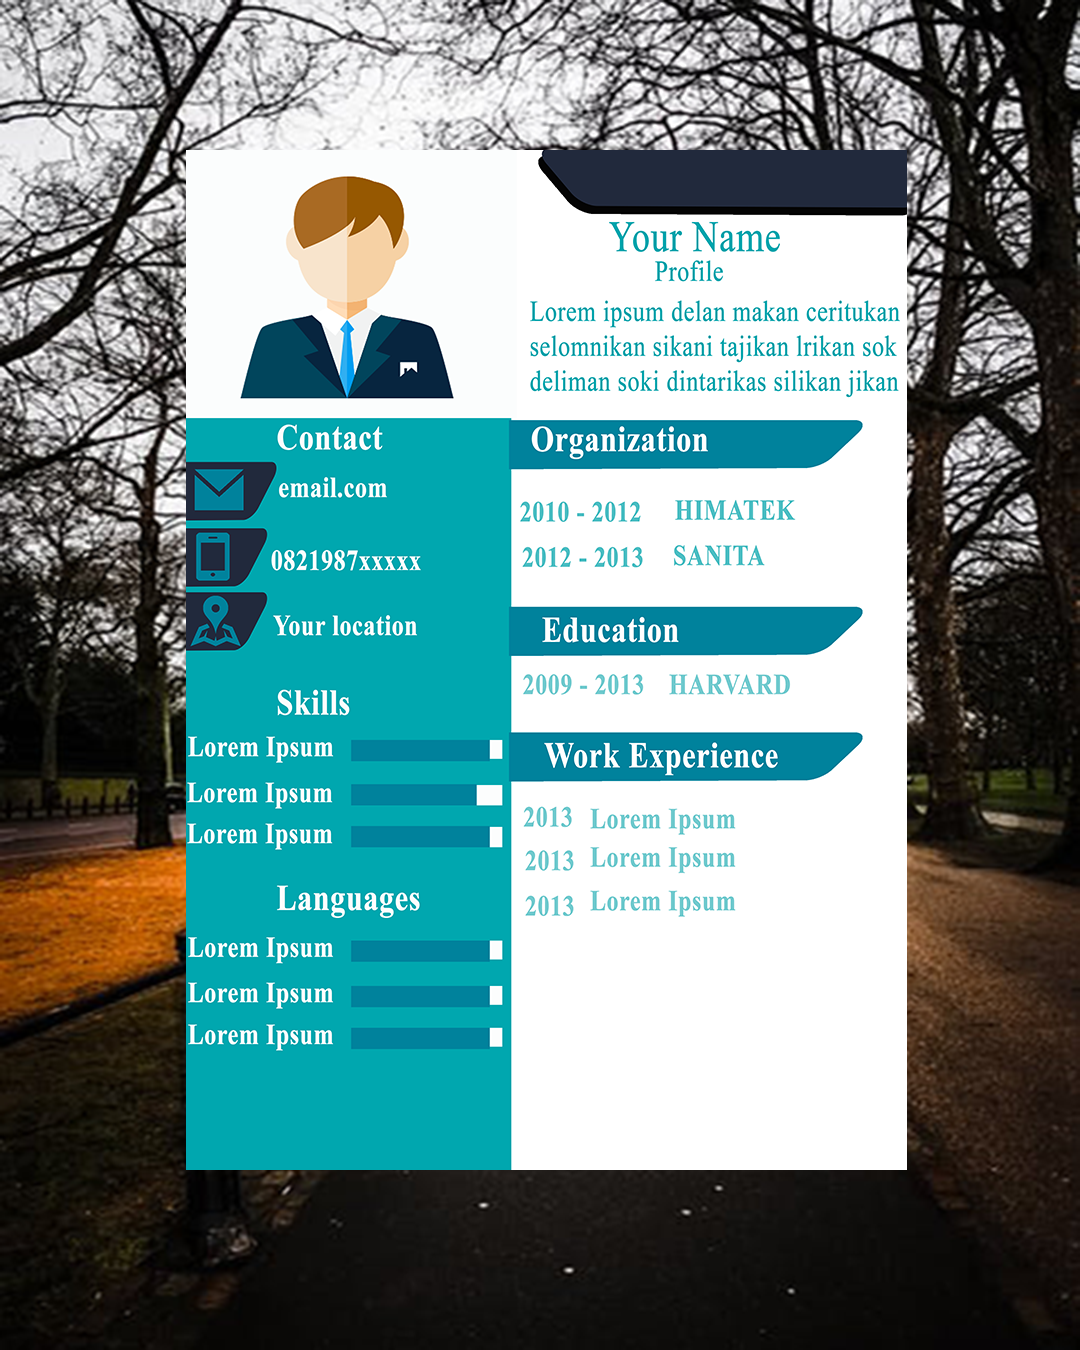 Your Name
Profile
Lorem ipsum delan makan ceritukan
selomnikan sikani tajikan lrikan sok
deliman soki dintarikas silikan jikan
Contact
email.com
0821987xxxxx
Your location
Skills
Lorem Ipsum
Lorem Ipsum
Lorem Ipsum
Languages
Lorem Ipsum
Lorem Ipsum
Lorem Ipsum
Organization
2010 - 2012 HIMATEK
2012 - 2013 SANITA
Education
2009 - 2013 HARVARD
Work Experience
2013 Lorem Ipsum
2013 Lorem Ipsum
2013 Lorem Ipsum